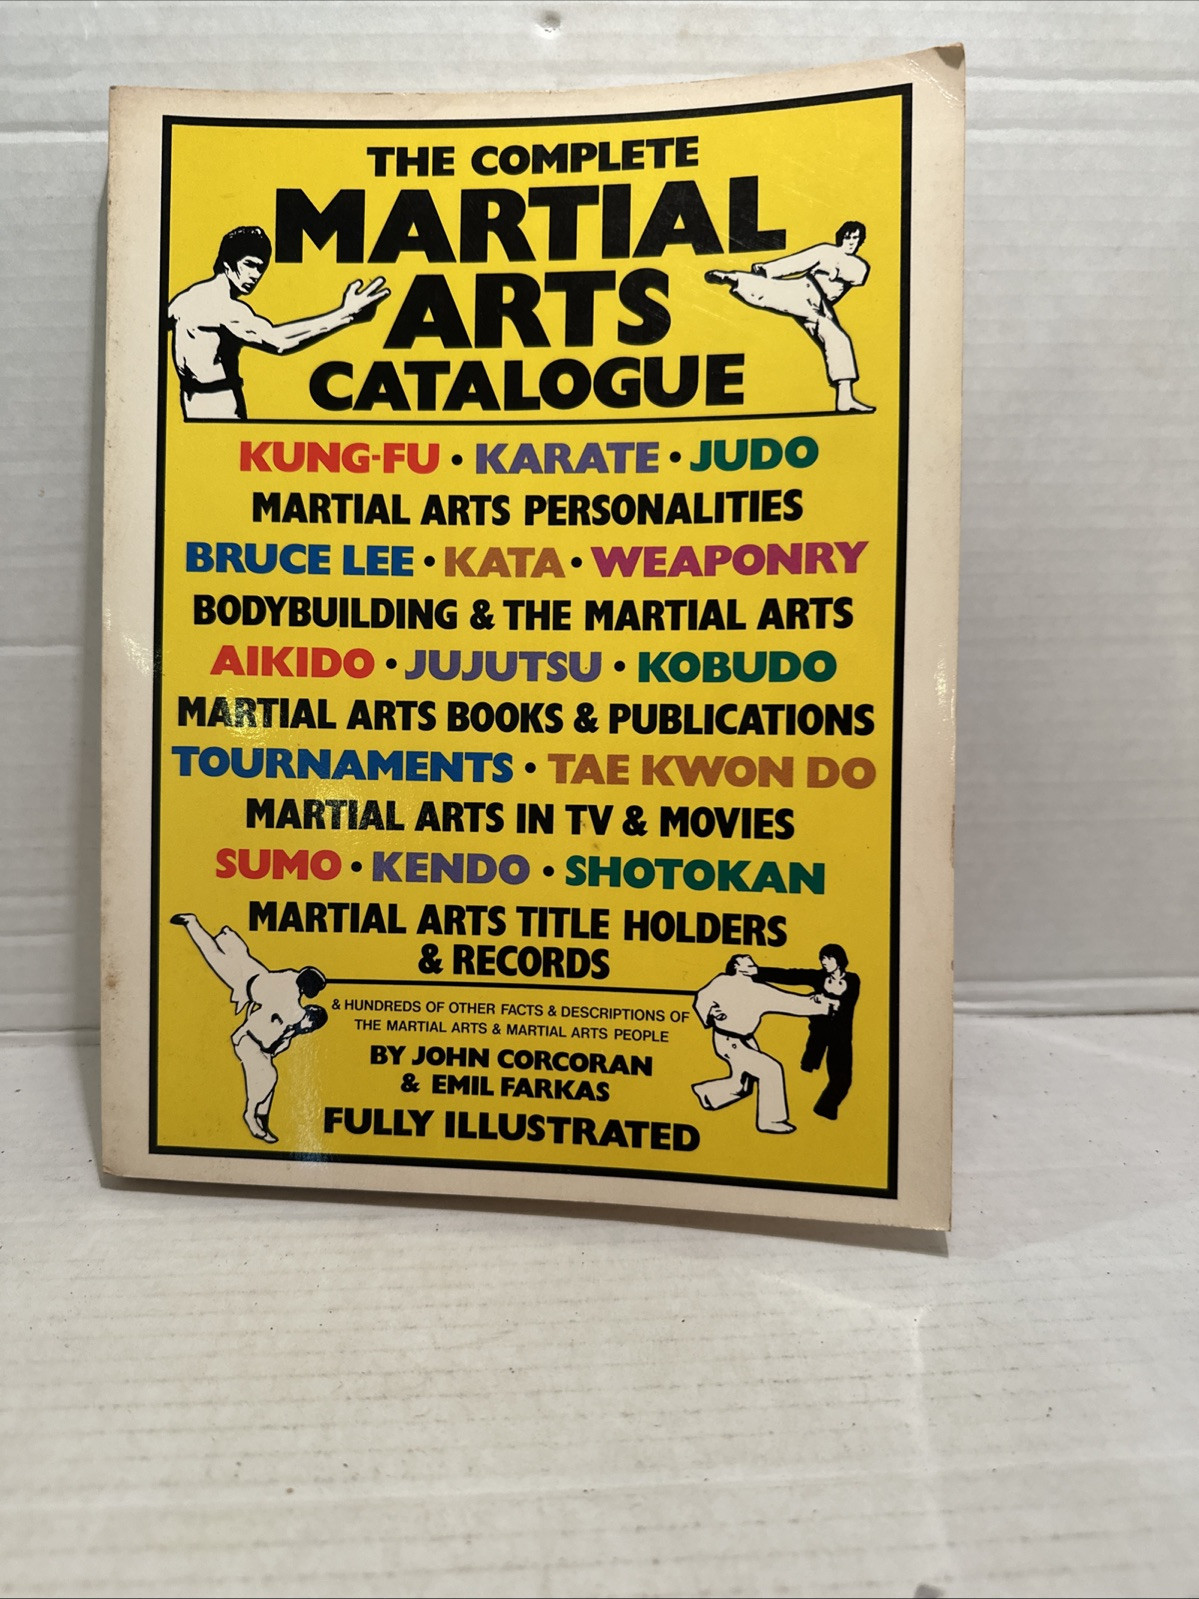 THE COMPLETE
MARTIAL
ARTS
CATALOGUE
KUNG-FU • KARATE • JUDO
MARTIAL ARTS PERSONALITIES
BRUCE LEE • KATA • WEAPONRY
BODYBUILDING & THE MARTIAL ARTS
AIKIDO • JUJUTSU • KOBUDO
MARTIAL ARTS BOOKS & PUBLICATIONS
TOURNAMENTS • TAE KWON DO
MARTIAL ARTS IN TV & MOVIES
SUMO • KENDO • SHOTOKAN
MARTIAL ARTS TITLE HOLDERS
& RECORDS
& HUNDREDS OF OTHER FACTS & DESCRIPTIONS OF
THE MARTIAL ARTS & MARTIAL ARTS PEOPLE
BY JOHN CORCORAN
& EMIL FARKAS
FULLY ILLUSTRATED